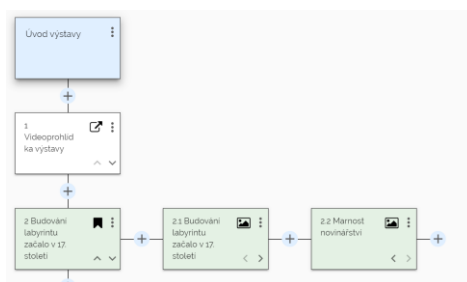 Úvod výstavy
1
Videoprohlíd
ka výstavy
2 Budování
labyrintu
začalo v 17.
století
2.1 Budování
labyrintu
začalo v 17.
století
2.2 Marnost
novinářství